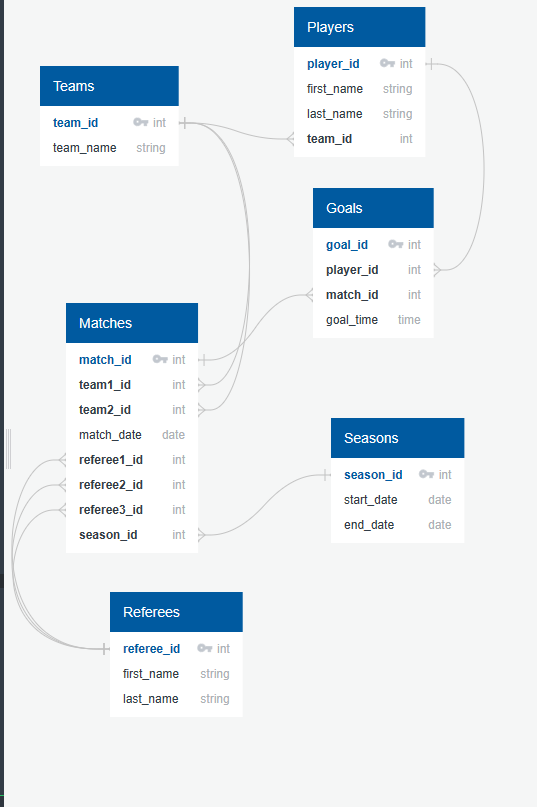 Players
player_id int
first_name string
last_name string
team_id int
Teams
team_id int
team_name string
Goals
goal_id int
player_id int
match_id int
goal_time time
Matches
match_id int
team1_id int
team2_id int
match_date date
referee1_id int
referee2_id int
referee3_id int
season_id int
Seasons
season_id int
start_date date
end_date date
Referees
referee_id int
first_name string
last_name string